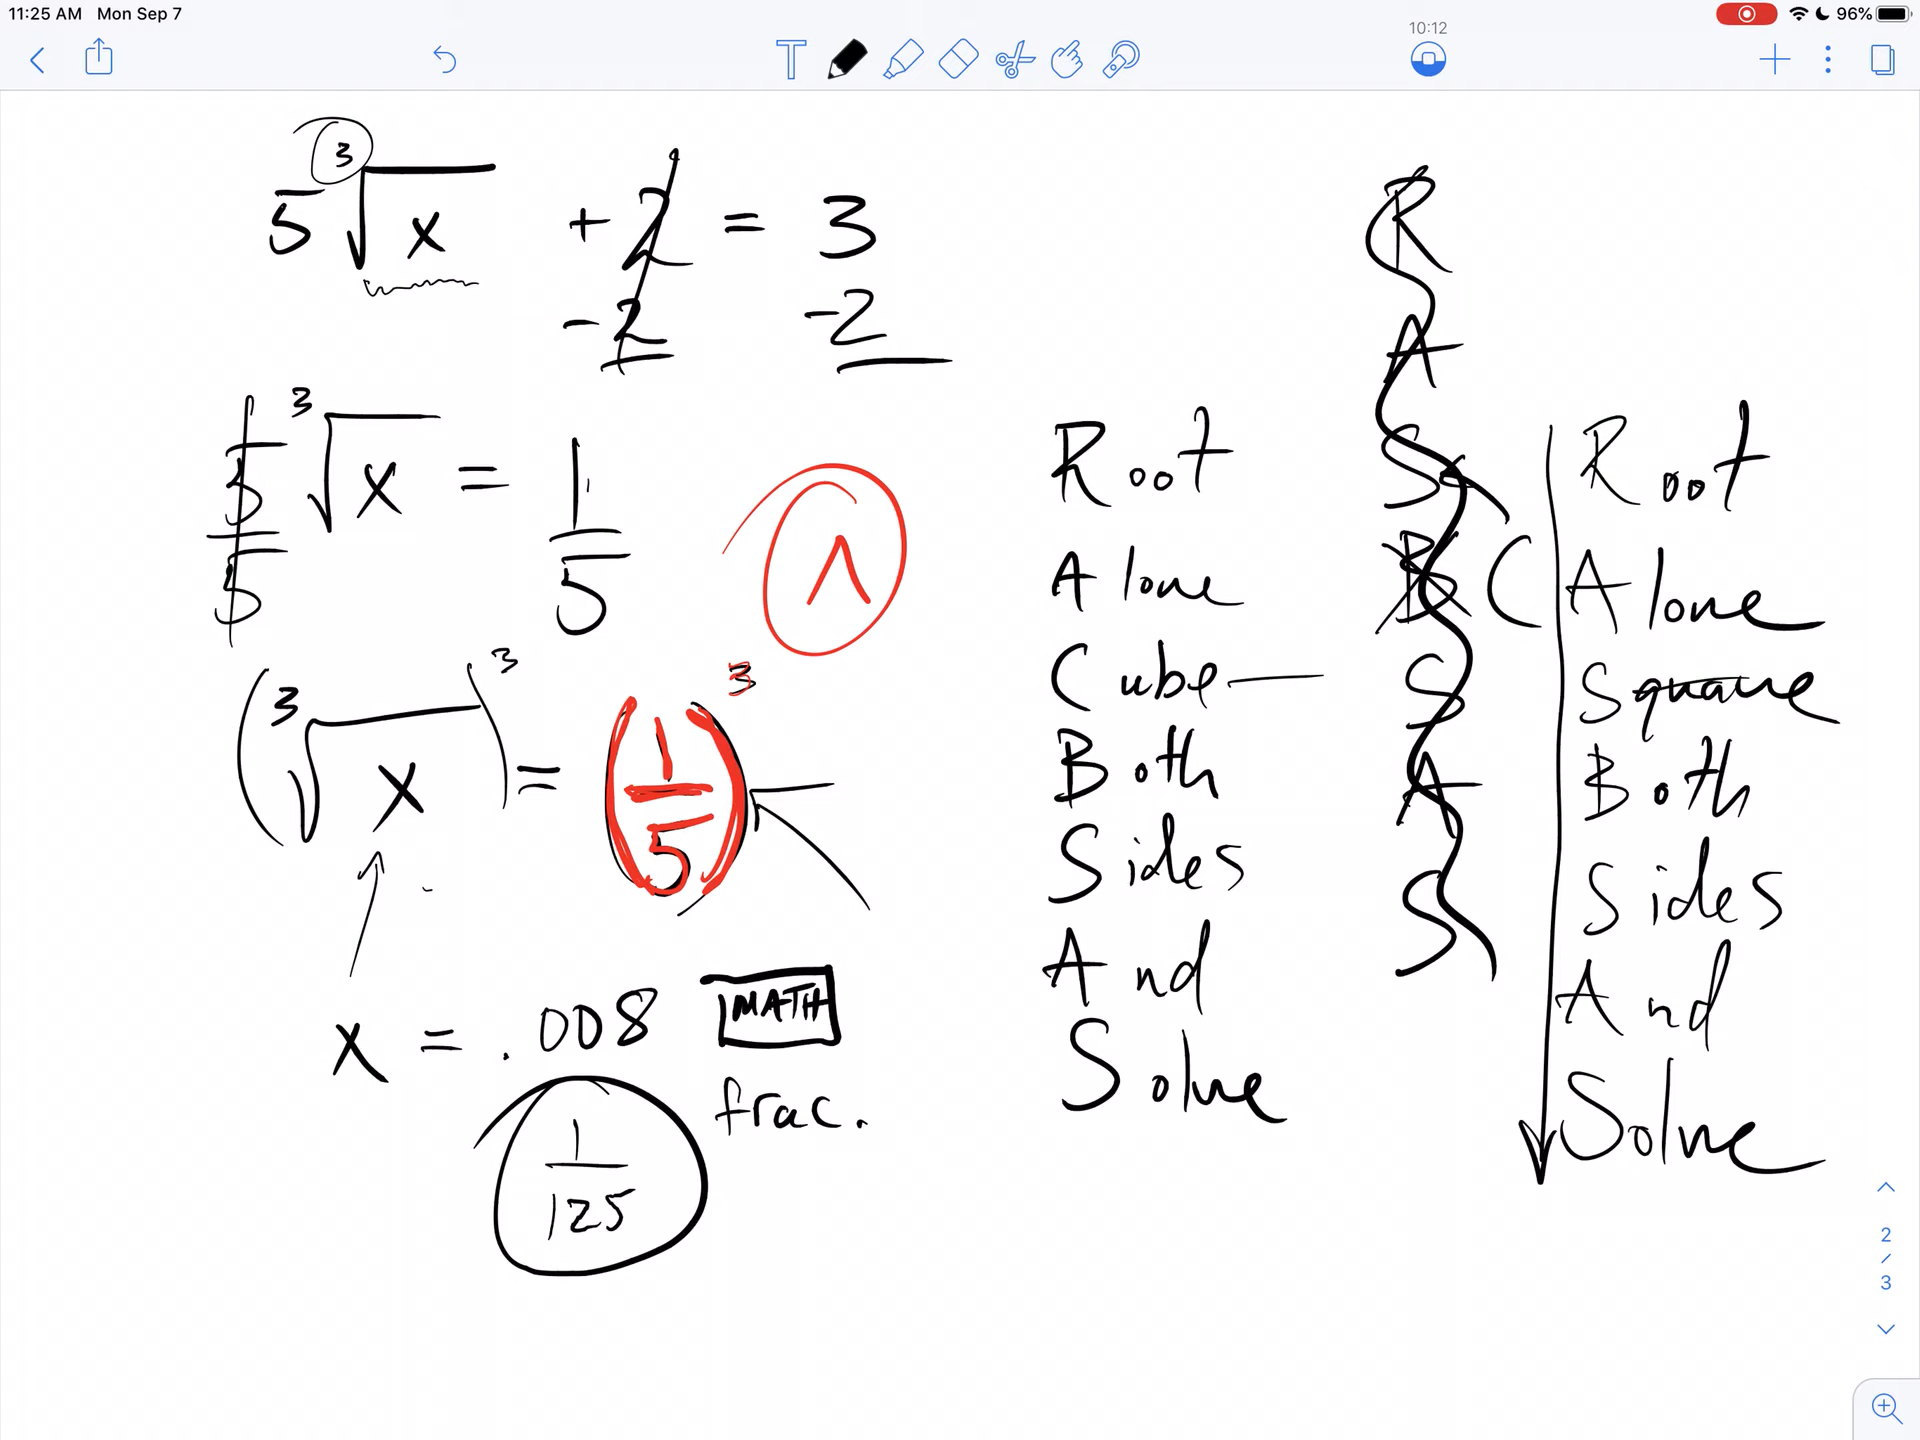 11:25 AM Mon Sep 7
96%
10:12
5 ∛x + 2 = 3
-2 -2
5 ∛x = 1
5 5
^
(∛x)³ = (1/5)³
x = .008
MATH
frac.
1
125
Root
Alone
Cube
Both
Sides
And
Solve
R
A
S
B C
S
A
S
Root
Alone
Square
Both
Sides
And
Solve
2
/
3